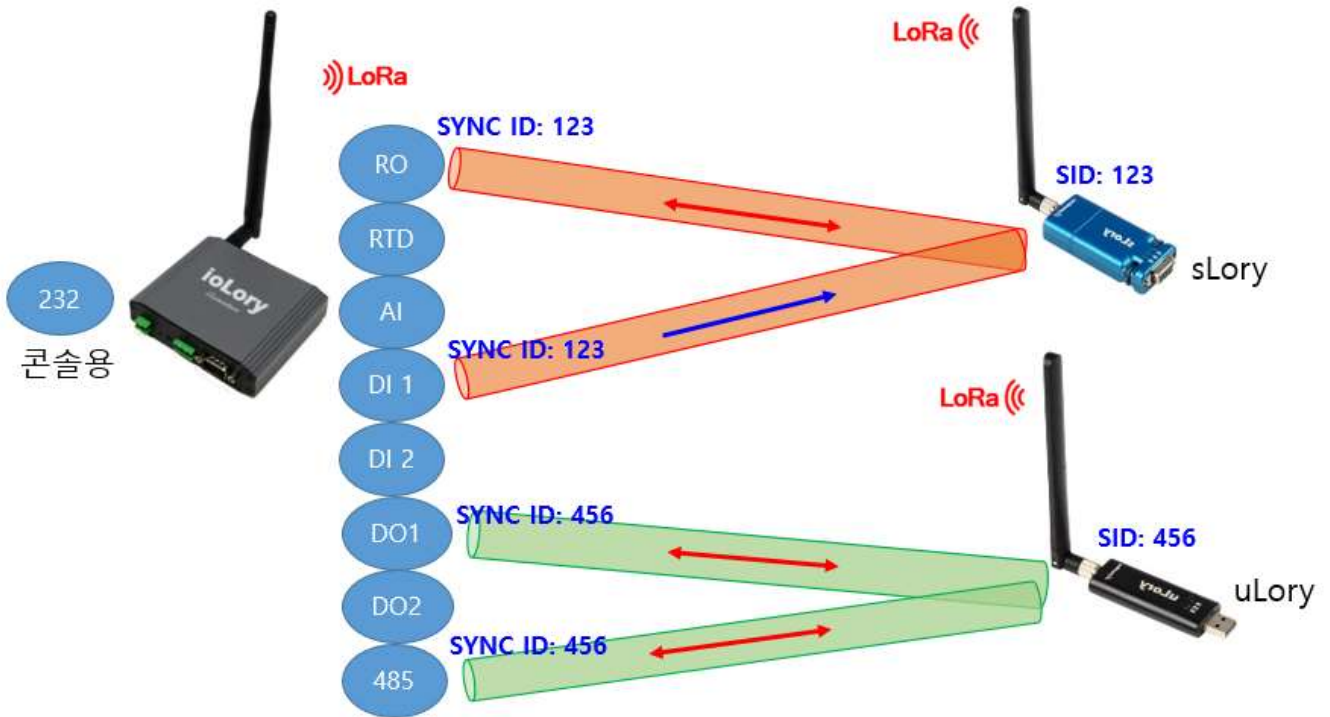 LoRa
LoRa
SYNC ID: 123
RO
SID: 123
RTD
ioLory
sLory
232
AI
콘솔용
SYNC ID: 123
DI 1
LoRa
DI 2
SYNC ID: 456
DO1
SID: 456
uLory
DO2
SYNC ID: 456
485